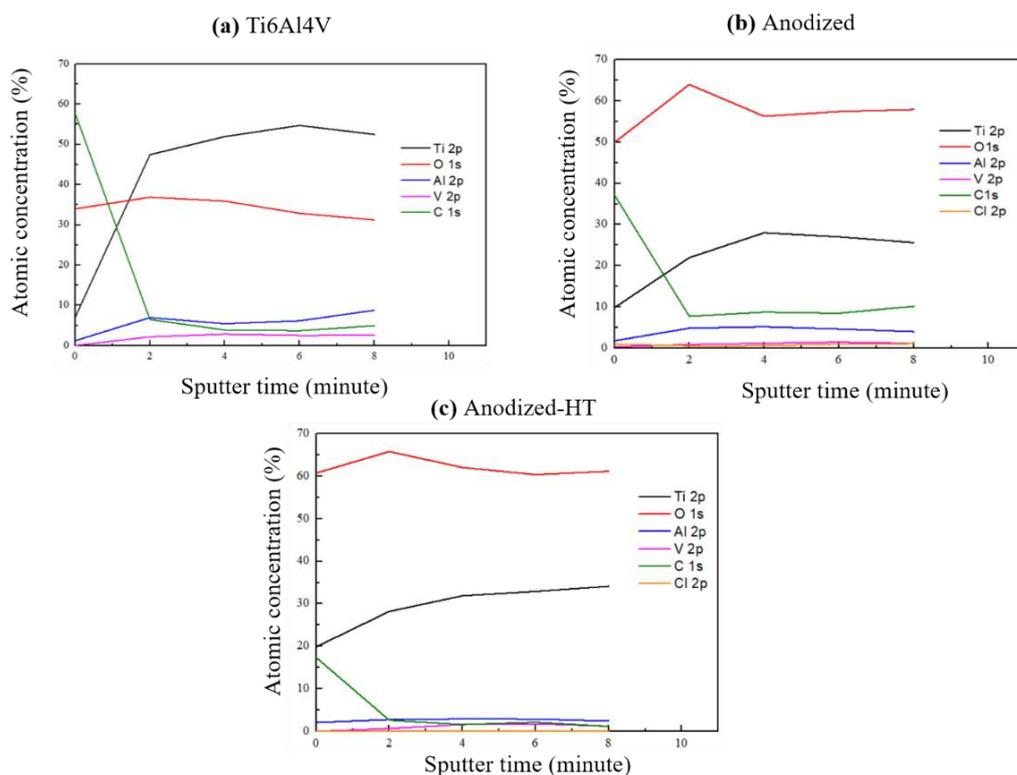 (a) Ti6Al4V
Atomic concentration (%)
70
60
50
40
30
20
10
0
0 2 4 6 8 10
Sputter time (minute)
Ti 2p
O 1s
Al 2p
V 2p
C 1s
(b) Anodized
Atomic concentration (%)
70
60
50
40
30
20
10
0
0 2 4 6 8 10
Sputter time (minute)
Ti 2p
O1s
Al 2p
V 2p
C1s
Cl 2p
(c) Anodized-HT
Atomic concentration (%)
70
60
50
40
30
20
10
0
0 2 4 6 8 10
Sputter time (minute)
Ti 2p
O 1s
Al 2p
V 2p
C 1s
Cl 2p